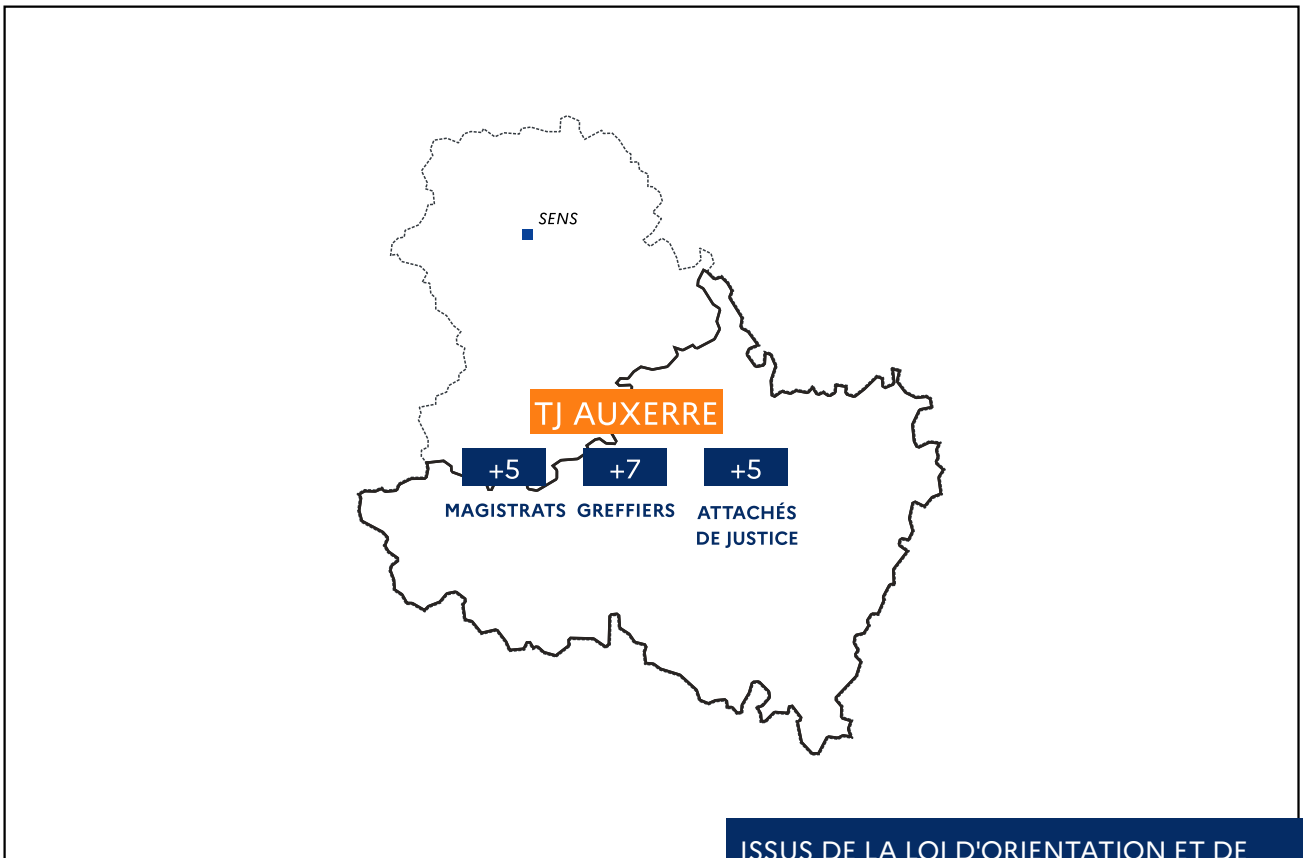 SENS
TJ AUXERRE
+5 +7 +5
MAGISTRATS GREFFIERS ATTACHÉS
DE JUSTICE
ISSUS DE LA LOI D'ORIENTATION ET DE